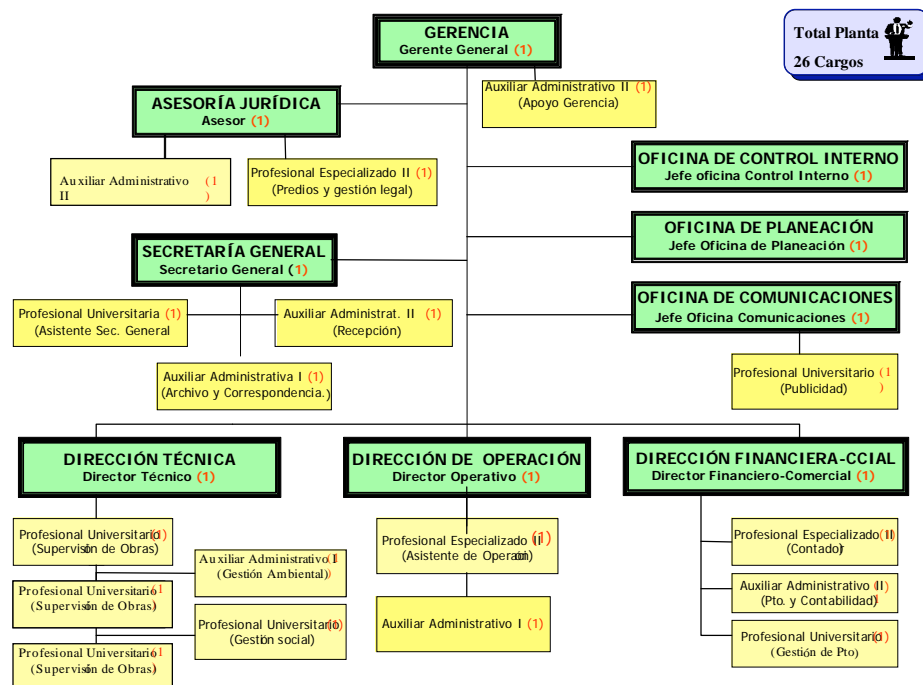 GERENCIA
Gerente General (1)
Total Planta
26 Cargos
Auxiliar Administrativo II (1)
(Apoyo Gerencia)
ASESORÍA JURÍDICA
Asesor (1)
Auxiliar Administrativo (1)
II
Profesional Especializado II (1)
(Predios y gestión legal)
OFICINA DE CONTROL INTERNO
Jefe oficina Control Interno (1)
OFICINA DE PLANEACIÓN
Jefe Oficina de Planeación (1)
SECRETARÍA GENERAL
Secretario General (1)
OFICINA DE COMUNICACIONES
Jefe Oficina Comunicaciones (1)
Profesional Universitaria (1)
(Asistente Sec. General
Auxiliar Administrat. II (1)
(Recepción)
Auxiliar Administrativa I (1)
(Archivo y Correspondencia.)
Profesional Universitario (1)
(Publicidad)
DIRECCIÓN TÉCNICA
Director Técnico (1)
DIRECCIÓN DE OPERACIÓN
Director Operativo (1)
DIRECCIÓN FINANCIERA-CCIAL
Director Financiero-Comercial (1)
Profesional Universitario (1)
(Supervisión de Obras)
Auxiliar Administrativo I (1)
(Gestión Ambiental)
Profesional Universitario (1)
(Supervisión de Obras)
Profesional Universitario (1)
(Gestión social)
Profesional Universitario (1)
(Supervisión de Obras)
Profesional Especializado II (1)
(Asistente de Operación)
Auxiliar Administrativo I (1)
Profesional Especializado II (1)
(Contador)
Auxiliar Administrativo II (1)
(Pto. y Contabilidad)
Profesional Universitario (1)
(Gestión de Pto)